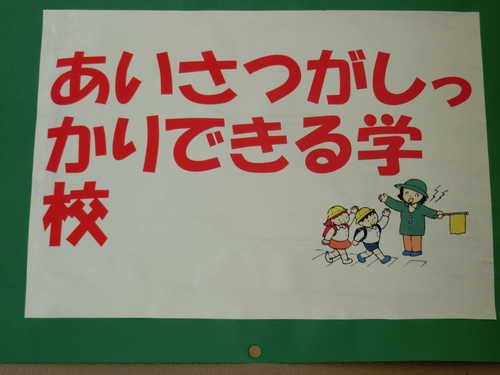 あいさつがしっ
かりできる学
校